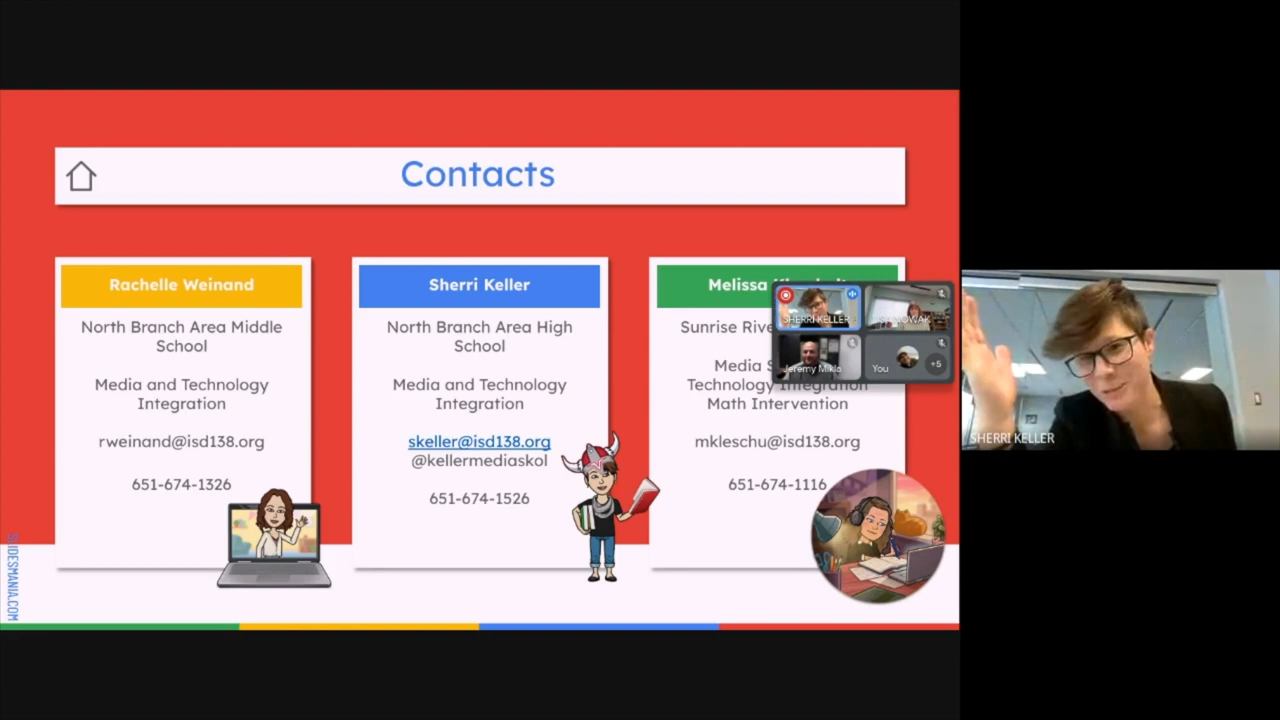 Contacts
Rachelle Weinand
North Branch Area Middle
School
Media and Technology
Integration
rweinand@isd138.org
651-674-1326
Sherri Keller
North Branch Area High
School
Media and Technology
Integration
skeller@isd138.org
@kellermediaskol
651-674-1526
Melissa
Sunrise
Media
Technology Integration
Math Intervention
mkleschu@isd138.org
651-674-1116
SHERRI KELLER
NOWAK
Jeremy Miklo
You
+5
SHERRI KELLER
SLIDESMANIA.COM